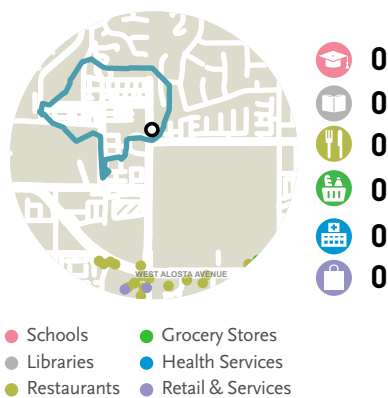 0
0
0
0
0
0
WEST ALOSTA AVENUE
Schools
Grocery Stores
Libraries
Health Services
Restaurants
Retail & Services